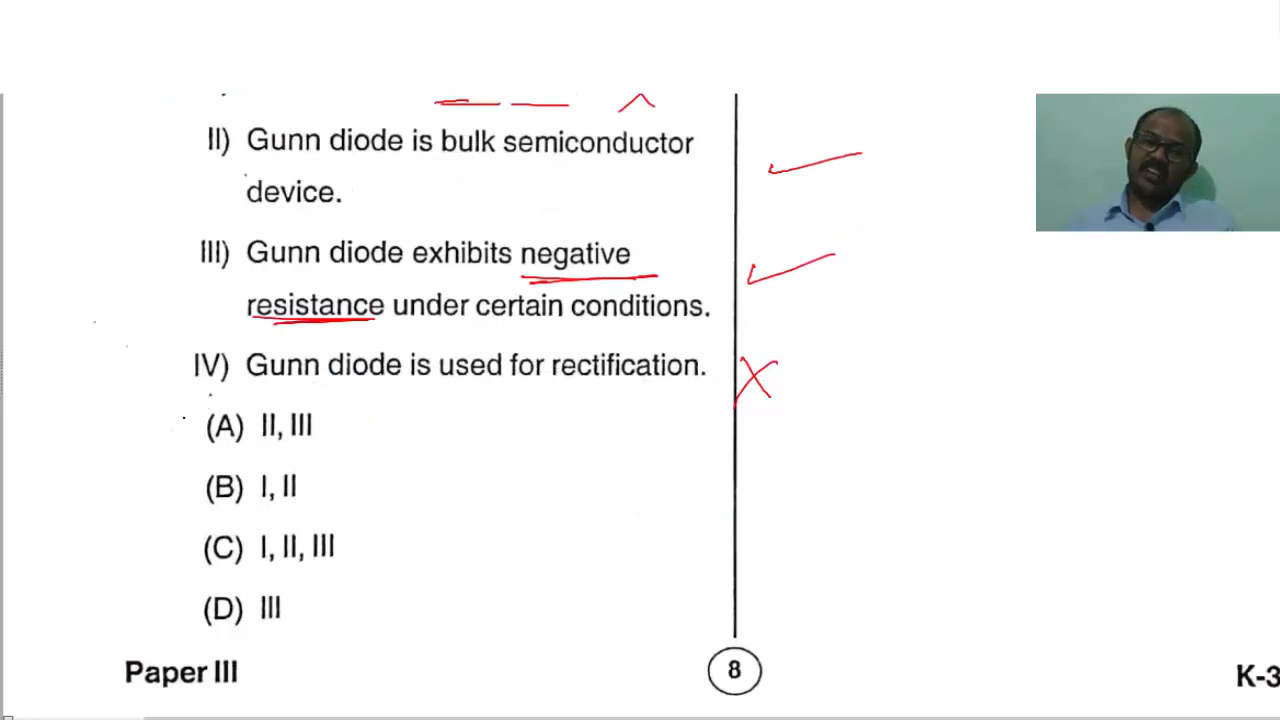 II) Gunn diode is bulk semiconductor
device.
III) Gunn diode exhibits negative
resistance under certain conditions.
IV) Gunn diode is used for rectification.
(A) II, III
(B) I, II
(C) I, II, III
(D) III
Paper III
8
K-3